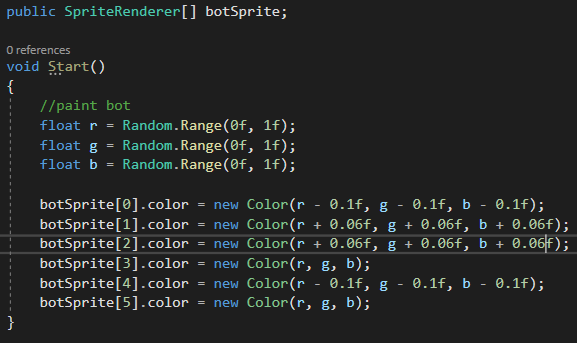 public SpriteRenderer[] botSprite;
0 references
void Start()
{
//paint bot
float r = Random.Range(0f, 1f);
float g = Random.Range(0f, 1f);
float b = Random.Range(0f, 1f);
botSprite[0].color = new Color(r - 0.1f, g - 0.1f, b - 0.1f);
botSprite[1].color = new Color(r + 0.06f, g + 0.06f, b + 0.06f);
botSprite[2].color = new Color(r + 0.06f, g + 0.06f, b + 0.06f);
botSprite[3].color = new Color(r, g, b);
botSprite[4].color = new Color(r - 0.1f, g - 0.1f, b - 0.1f);
botSprite[5].color = new Color(r, g, b);
}